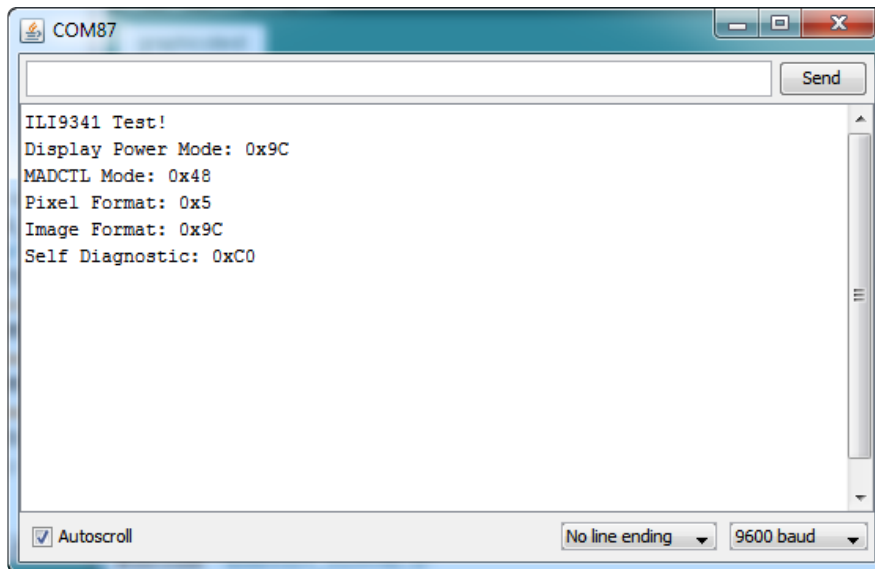 COM87
Send
ILI9341 Test!
Display Power Mode: 0x9C
MADCTL Mode: 0x48
Pixel Format: 0x5
Image Format: 0x9C
Self Diagnostic: 0xC0
Autoscroll
No line ending
9600 baud